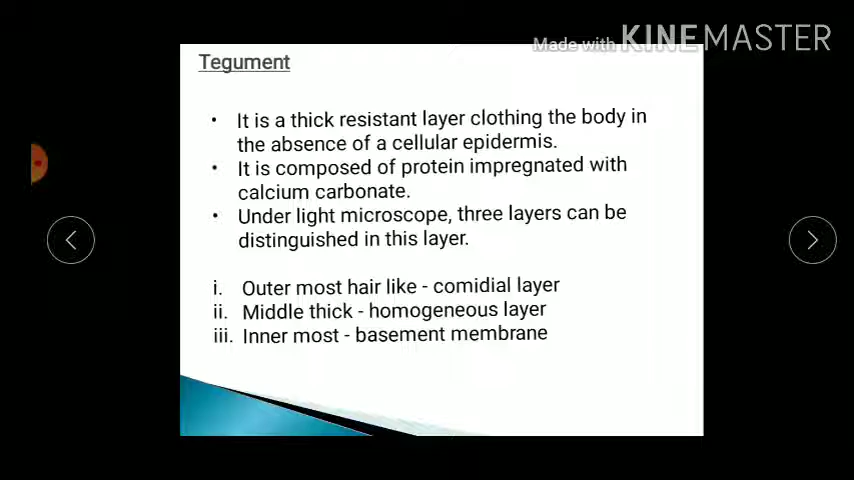 Made with KINEMASTER
Tegument
• It is a thick resistant layer clothing the body in
the absence of a cellular epidermis.
• It is composed of protein impregnated with
calcium carbonate.
• Under light microscope, three layers can be
distinguished in this layer.
i. Outer most hair like - comidial layer
ii. Middle thick - homogeneous layer
iii. Inner most - basement membrane